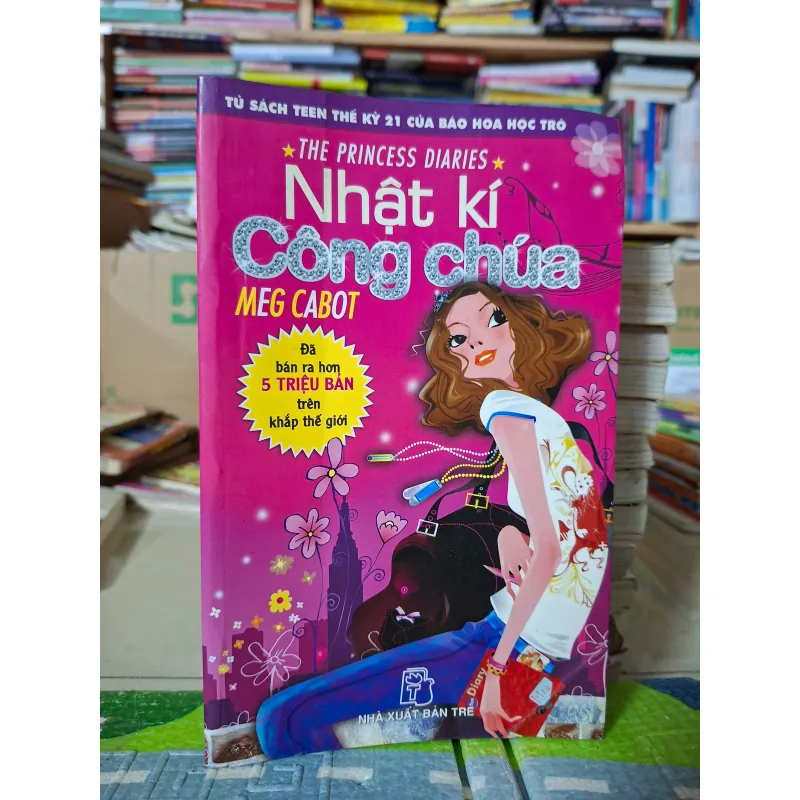 TỦ SÁCH TEEN THẾ KỶ 21 CỦA BÁO HOA HỌC TRÒ
THE PRINCESS DIARIES
Nhật kí
Công chúa
MEG CABOT
Đã
bán ra hơn
5 TRIỆU BẢN
trên
khắp thế giới
The Diary
NHÀ XUẤT BẢN TRẺ